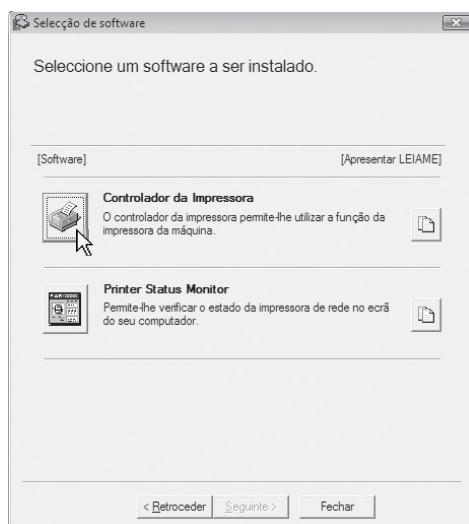 Selecção de software
Seleccione um software a ser instalado.
[Software] [Apresentar LEIAME]
Controlador da Impressora
O controlador da impressora permite-lhe utilizar a função da
impressora da máquina.
Printer Status Monitor
Permite-lhe verificar o estado da impressora de rede no ecrã
do seu computador.
< Retroceder Seguinte > Fechar